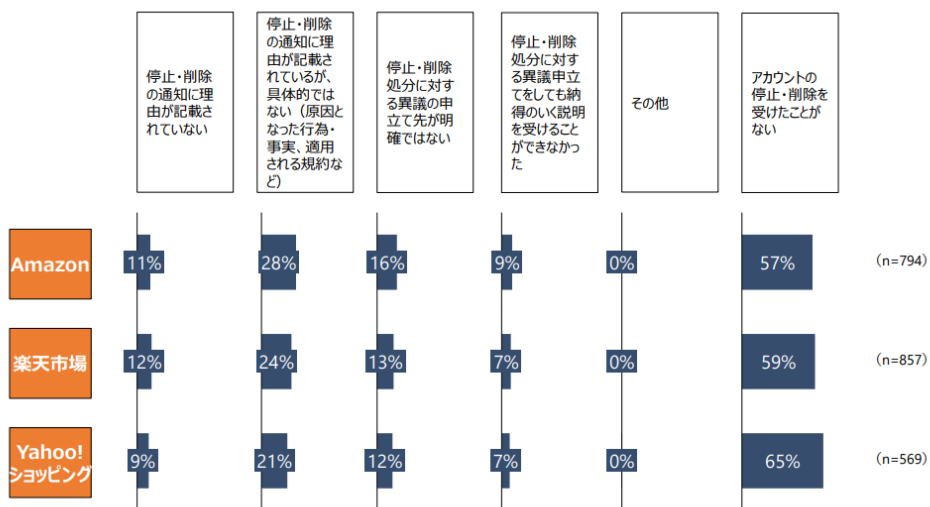 停止・削除
の通知に理
由が記載さ
れていない
停止・削除
の通知に理
由が記載され
ているが、
具体的では
ない（原因と
なった行為・
事実、適用
される規約な
ど）
停止・削除
処分に対す
る異議の申
立て先が明
確ではない
停止・削除
処分に対す
る異議申立
てをしても納
得のいく説明
を受けること
ができなかっ
た
その他
アカウントの
停止・削除を
受けたことが
ない
Amazon
11%
28%
16%
9%
0%
57%
（n=794）
楽天市場
12%
24%
13%
7%
0%
59%
（n=857）
Yahoo!
ショッピング
9%
21%
12%
7%
0%
65%
（n=569）